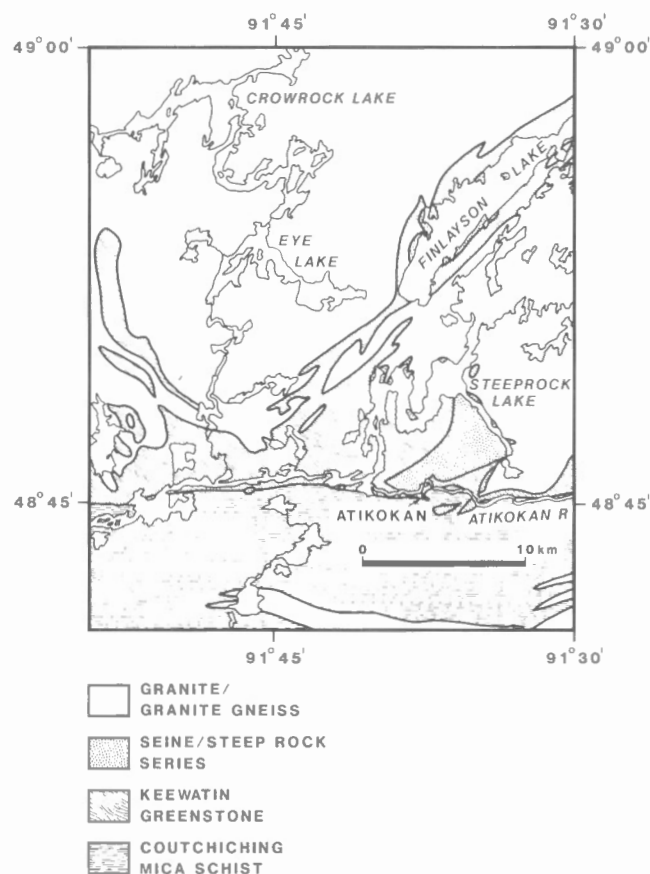 91°45' 91°30'
49°00' 49°00'
CROWROCK LAKE
FINLAYSON LAKE
EYE
LAKE
STEEPROCK
LAKE
48°45' 48°45'
ATIKOKAN ATIKOKAN R
0 10 km
91°45' 91°30'
GRANITE/
GRANITE GNEISS
SEINE/STEEP ROCK
SERIES
KEEWATIN
GREENSTONE
COUTCHICHING
MICA SCHIST